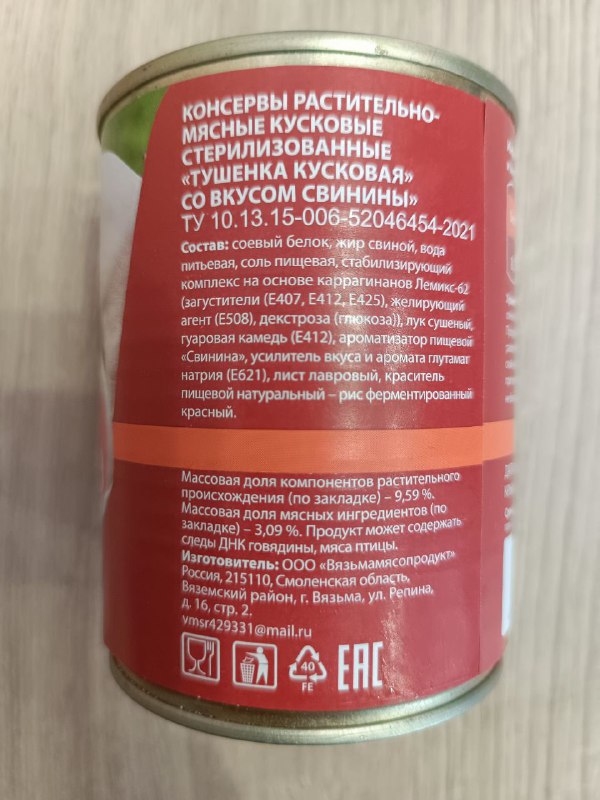 КОНСЕРВЫ РАСТИТЕЛЬНО-
МЯСНЫЕ КУСКОВЫЕ
СТЕРИЛИЗОВАННЫЕ
«ТУШЕНКА КУСКОВАЯ»
СО ВКУСОМ СВИНИНЫ»
ТУ 10.13.15-006-52046454-2021
Состав: соевый белок, жир свиной, вода
питьевая, соль пищевая, стабилизирующий
комплекс на основе каррагинанов Лемикс-62
(загустители (Е407, Е412, Е425), желирующий
агент (Е508), декстроза (глюкоза)), лук сушеный,
гуаровая камедь (Е412), ароматизатор пищевой
«Свинина», усилитель вкуса и аромата глутамат
натрия (Е621), лист лавровый, краситель
пищевой натуральный – рис ферментированный
красный.
Массовая доля компонентов растительного
происхождения (по закладке) – 9,59 %.
Массовая доля мясных ингредиентов (по
закладке) – 3,09 %. Продукт может содержать
следы ДНК говядины, мяса птицы.
Изготовитель: ООО «Вязьмамясопродукт»
Россия, 215110, Смоленская область,
Вяземский район, г. Вязьма, ул. Репина,
д. 16, стр. 2.
ymsr429331@mail.ru
40
FE
EAC